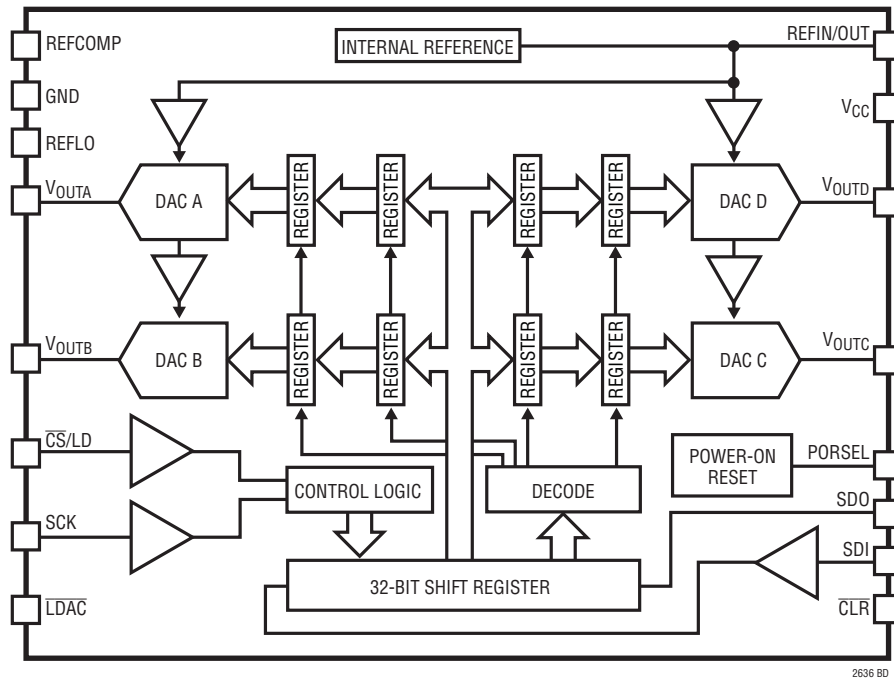 REFCOMP
INTERNAL REFERENCE
REFIN/OUT
GND
VCC
REFLO
VOUTA
DAC A
REGISTER
REGISTER
REGISTER
REGISTER
DAC D
VOUTD
VOUTB
DAC B
REGISTER
REGISTER
REGISTER
REGISTER
DAC C
VOUTC
CS/LD
CONTROL LOGIC
DECODE
POWER-ON
RESET
PORSEL
SCK
SDO
32-BIT SHIFT REGISTER
SDI
LDAC
CLR
2636 BD